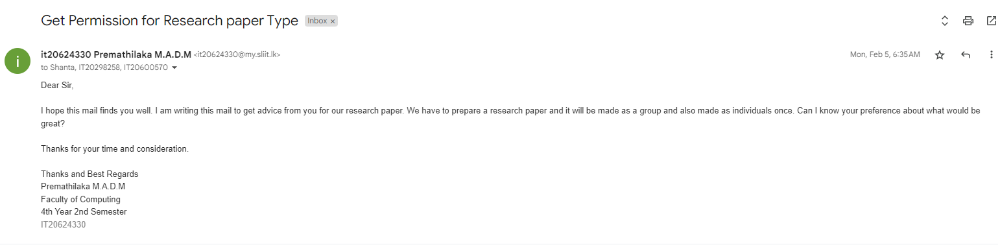 Get Permission for Research paper Type Inbox ×
it20624330 Premathilaka M.A.D.M <it20624330@my.sliit.lk> Mon, Feb 5, 6:35 AM
i
to Shanta, IT20298258, IT20600570
Dear Sir,
I hope this mail finds you well. I am writing this mail to get advice from you for our research paper. We have to prepare a research paper and it will be made as a group and also made as individuals once. Can I know your preference about what would be
great?
Thanks for your time and consideration.
Thanks and Best Regards
Premathilaka M.A.D.M
Faculty of Computing
4th Year 2nd Semester
IT20624330